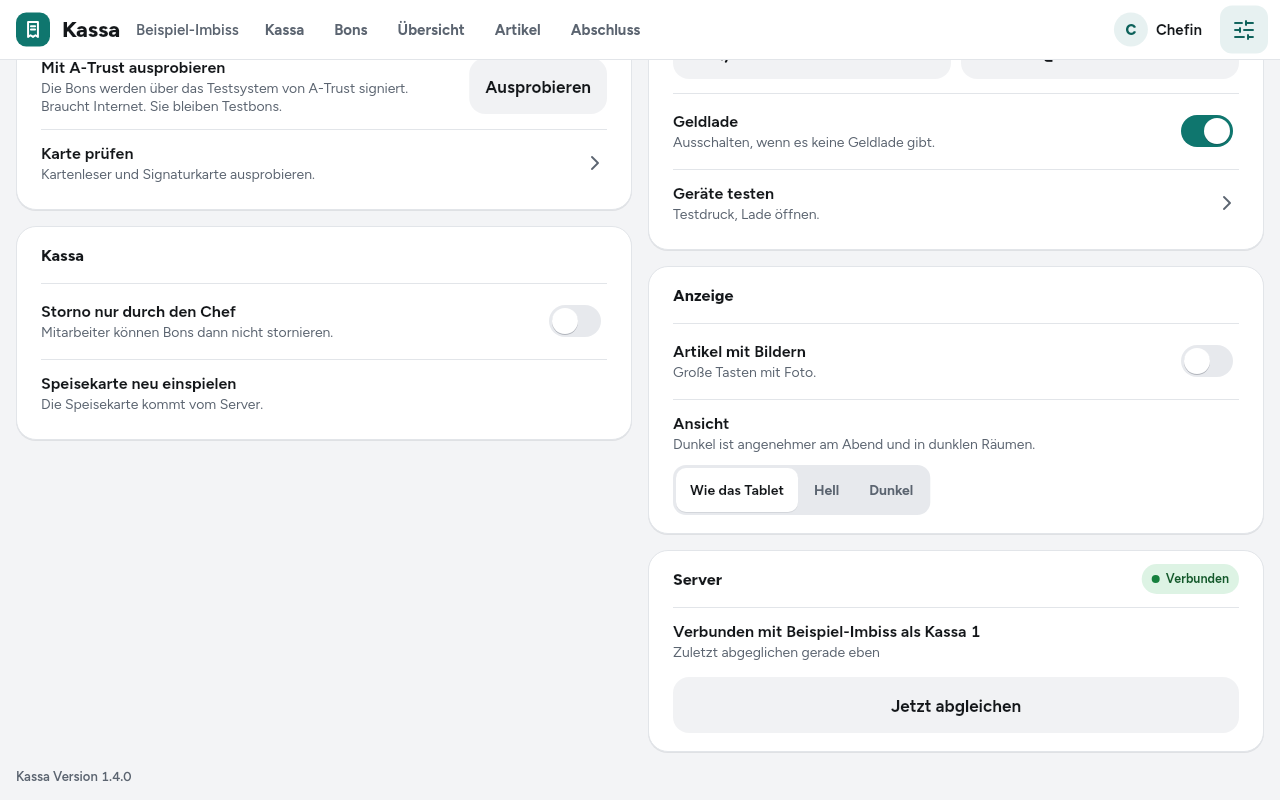 Kassa
Beispiel-Imbiss
Kassa
Bons
Übersicht
Artikel
Abschluss
C
Chefin
Mit A-Trust ausprobieren
Die Bons werden über das Testsystem von A-Trust signiert.
Braucht Internet. Sie bleiben Testbons.
Ausprobieren
Karte prüfen
Kartenleser und Signaturkarte ausprobieren.
Kassa
Storno nur durch den Chef
Mitarbeiter können Bons dann nicht stornieren.
Speisekarte neu einspielen
Die Speisekarte kommt vom Server.
Geldlade
Ausschalten, wenn es keine Geldlade gibt.
Geräte testen
Testdruck, Lade öffnen.
Anzeige
Artikel mit Bildern
Große Tasten mit Foto.
Ansicht
Dunkel ist angenehmer am Abend und in dunklen Räumen.
Wie das Tablet
Hell
Dunkel
Server
Verbunden
Verbunden mit Beispiel-Imbiss als Kassa 1
Zuletzt abgeglichen gerade eben
Jetzt abgleichen
Kassa Version 1.4.0